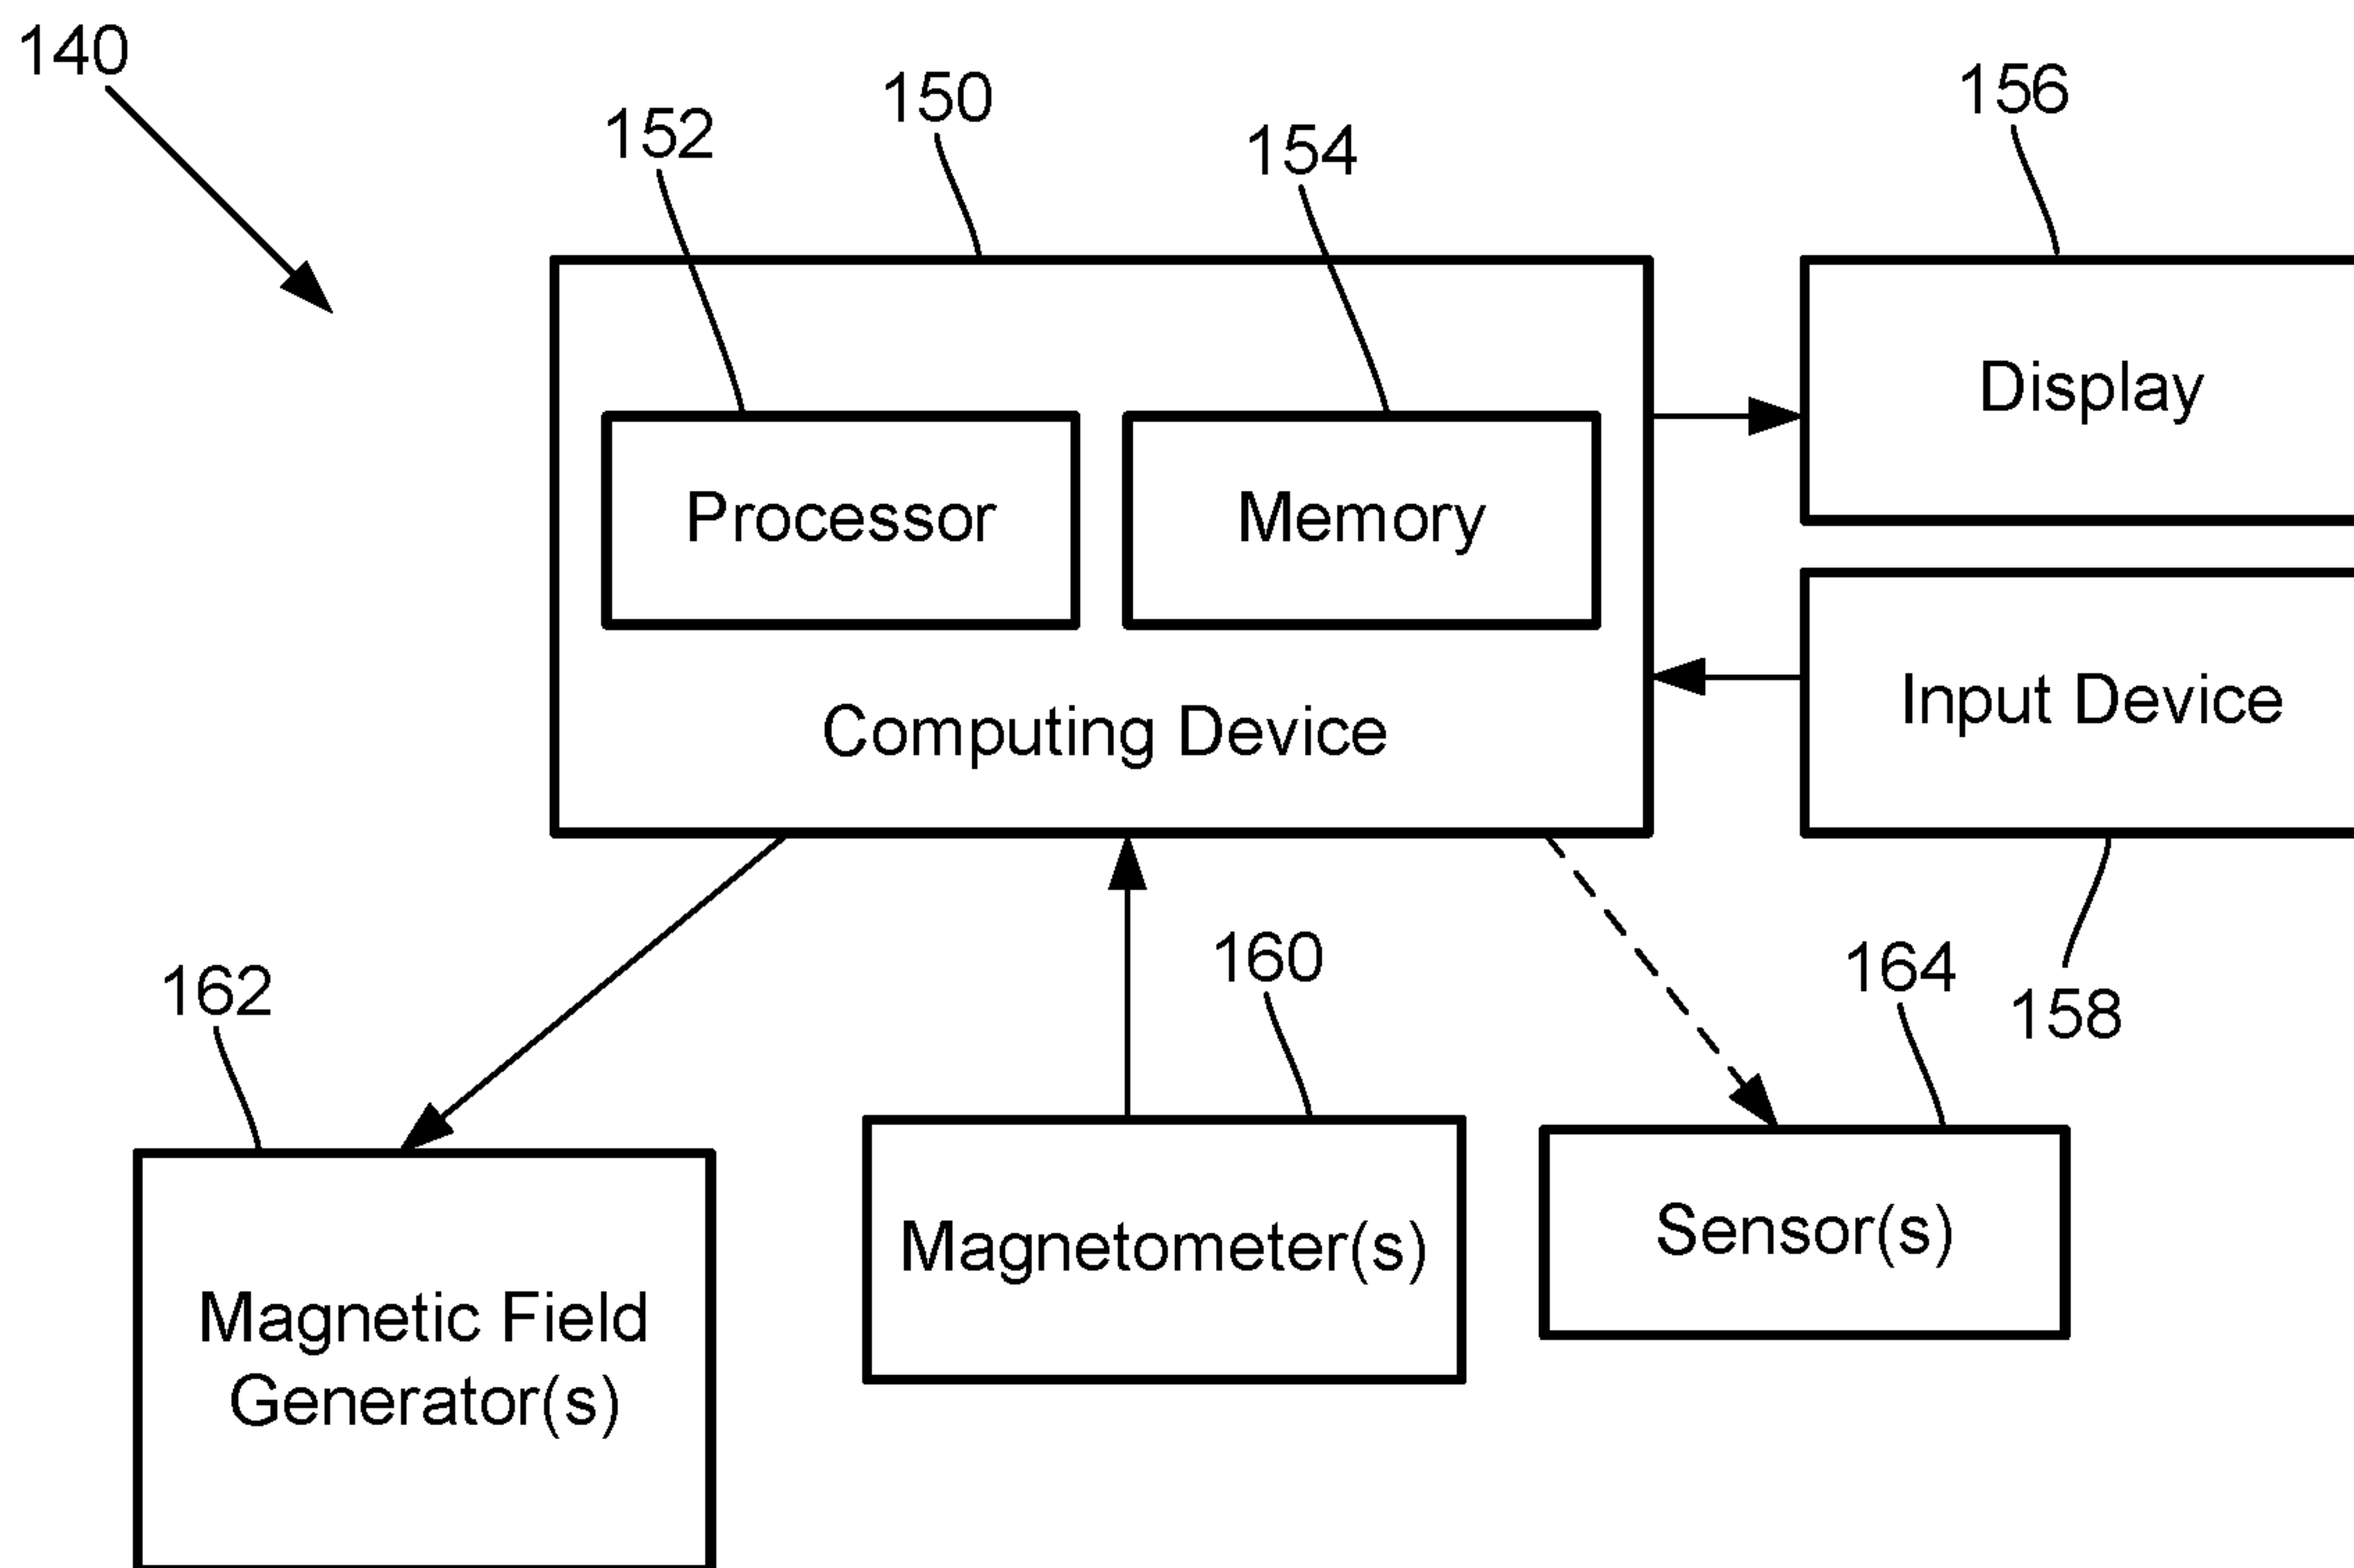 140
150
156
152
154
Display
Processor
Memory
Input Device
Computing Device
160
164
162
158
Magnetometer(s)
Sensor(s)
Magnetic Field
Generator(s)